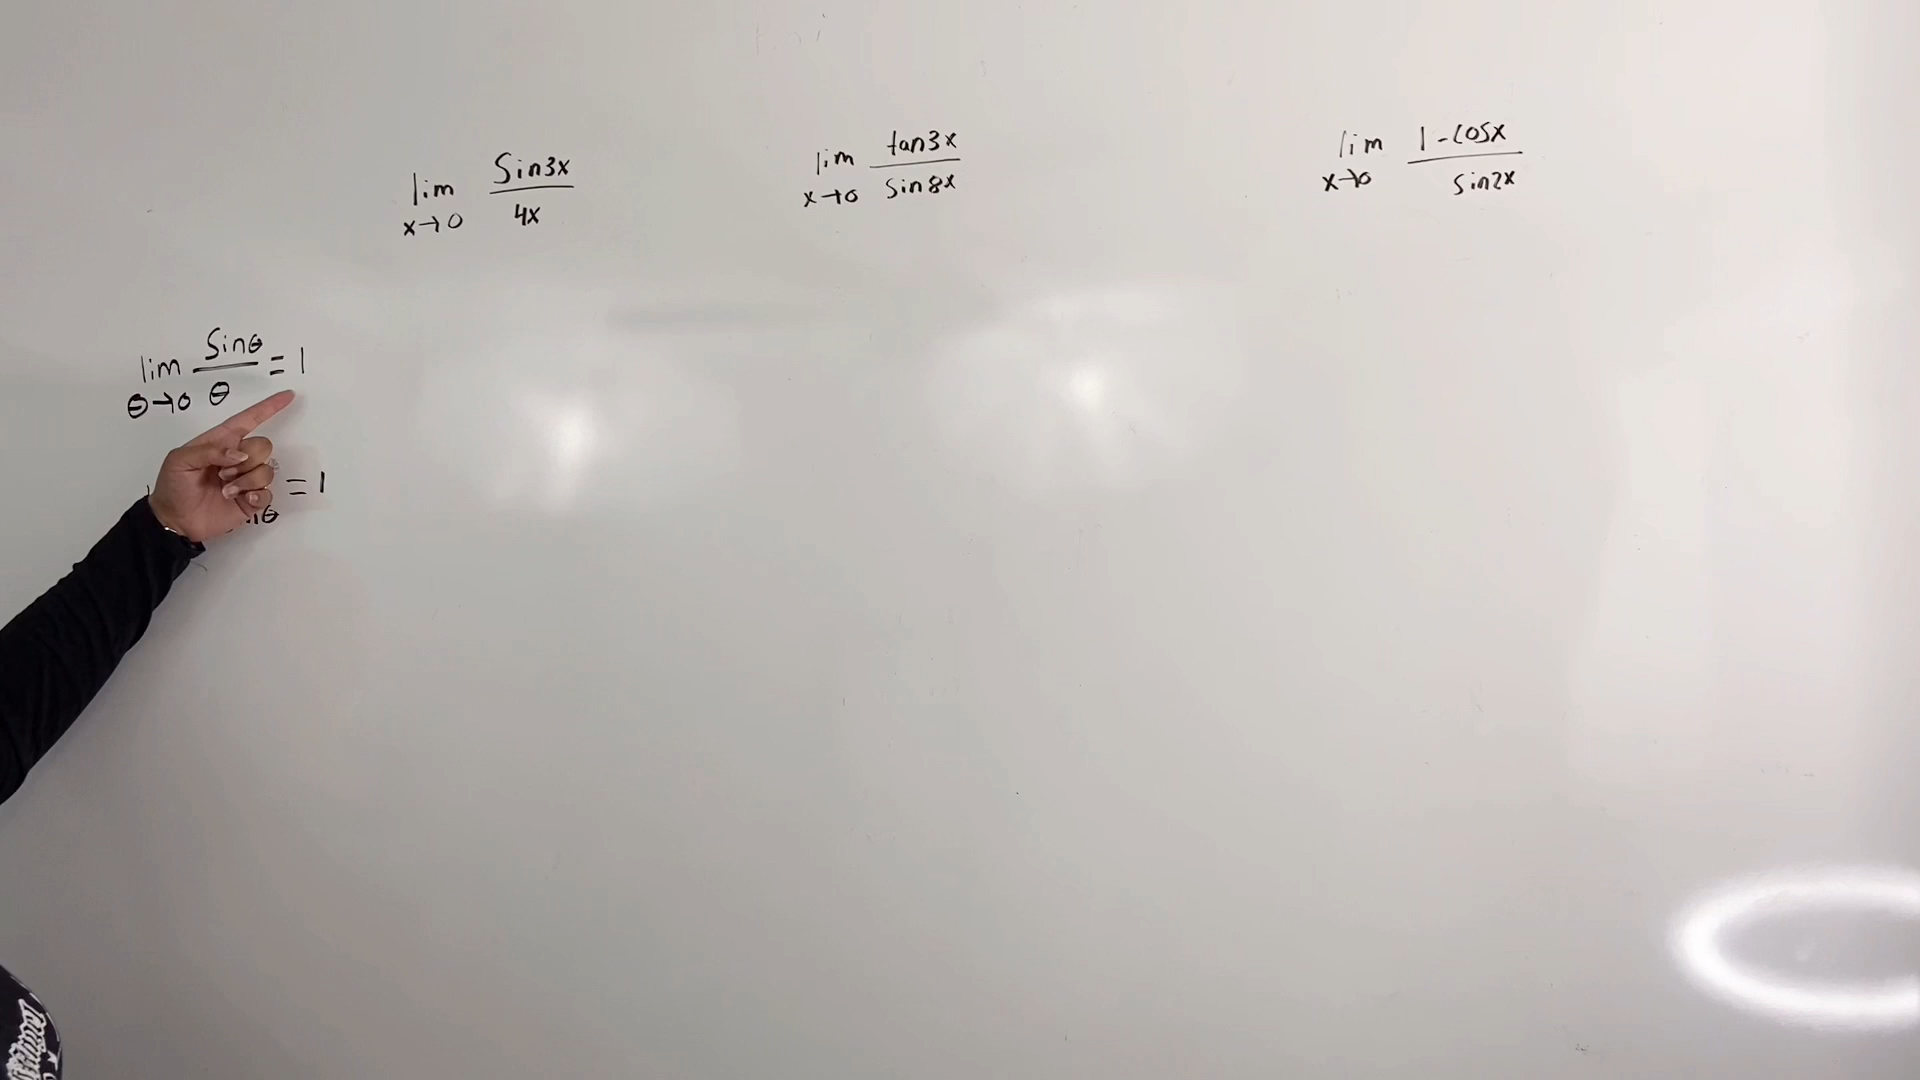 lim x→0 Sin3x / 4x
lim x→0 tan3x / Sin8x
lim x→0 1-cosx / Sin2x
lim θ→0 Sinθ / θ = 1
= 1